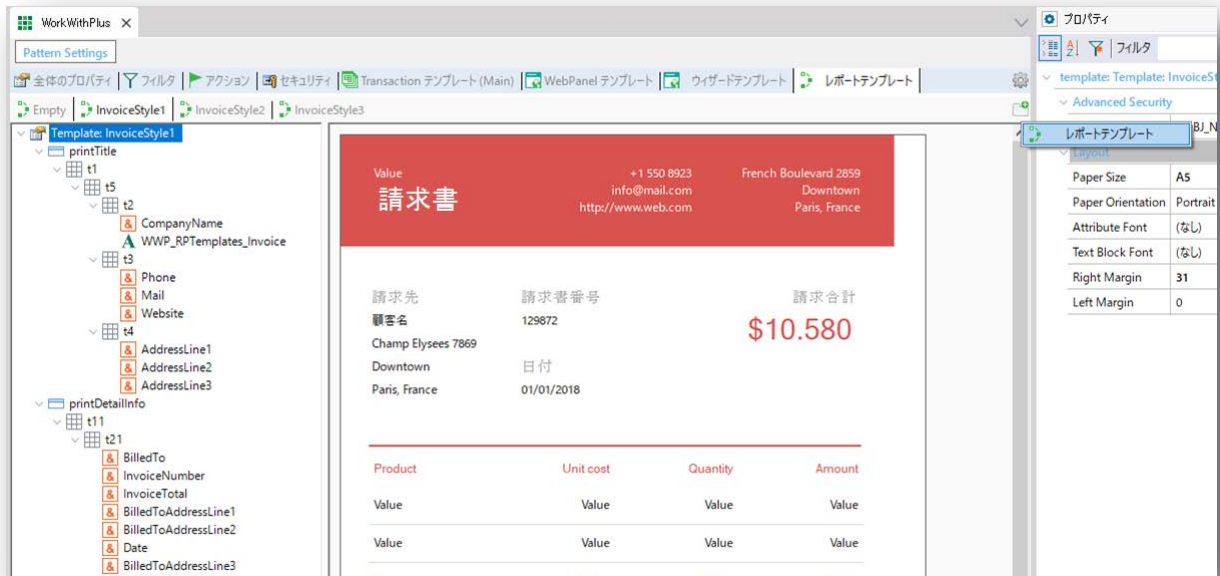 WorkWithPlus
Pattern Settings
全体のプロパティ フィルタ アクション セキュリティ Transaction テンプレート (Main) WebPanel テンプレート ウィザードテンプレート レポートテンプレート
Empty InvoiceStyle1 InvoiceStyle2 InvoiceStyle3
Template: InvoiceStyle1
printTitle
t1
t5
t2
CompanyName
WWP_RPTemplates_Invoice
t3
Phone
Mail
Website
t4
AddressLine1
AddressLine2
AddressLine3
printDetailInfo
t11
t21
BilledTo
InvoiceNumber
InvoiceTotal
BilledToAddressLine1
BilledToAddressLine2
Date
BilledToAddressLine3
Value
請求書
+1 550 8923
info@mail.com
http://www.web.com
French Boulevard 2859
Downtown
Paris, France
請求先
顧客名
Champ Elysees 7869
Downtown
Paris, France
請求書番号
129872
日付
01/01/2018
請求合計
$10.580
Product Unit cost Quantity Amount
Value Value Value Value
Value Value Value Value
プロパティ
フィルタ
template: Template: InvoiceSt
Advanced Security
BJ_N
レポートテンプレート
Layout
Paper Size A5
Paper Orientation Portrait
Attribute Font (なし)
Text Block Font (なし)
Right Margin 31
Left Margin 0